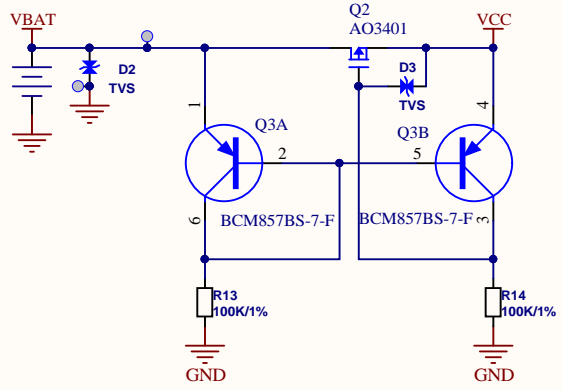 Q2
VBAT
AO3401
VCC
D2
TVS
D3
TVS
1
4
Q3A
Q3B
2
5
6
BCM857BS-7-F
BCM857BS-7-F
3
R13
100K/1%
R14
100K/1%
GND
GND